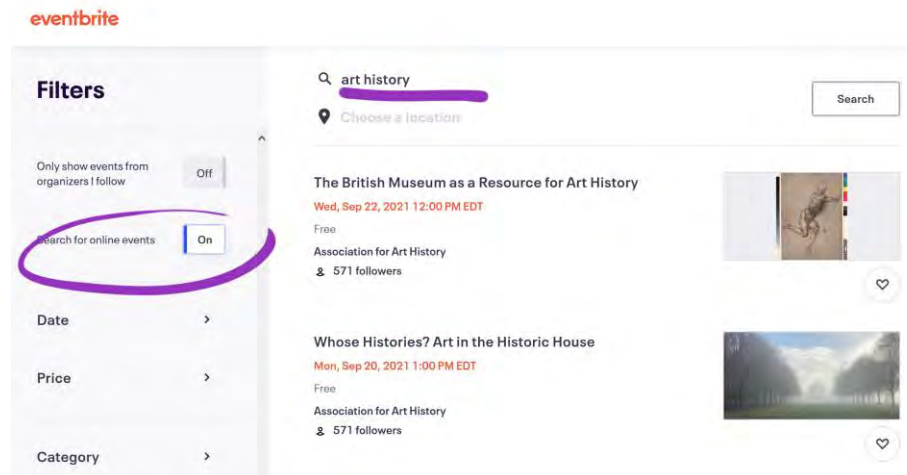 eventbrite
Filters
Only show events from
organizers I follow
Off
Search for online events
On
Date
Price
Category
art history
Choose a location
Search
The British Museum as a Resource for Art History
Wed, Sep 22, 2021 12:00 PM EDT
Free
Association for Art History
571 followers
Whose Histories? Art in the Historic House
Mon, Sep 20, 2021 1:00 PM EDT
Free
Association for Art History
571 followers